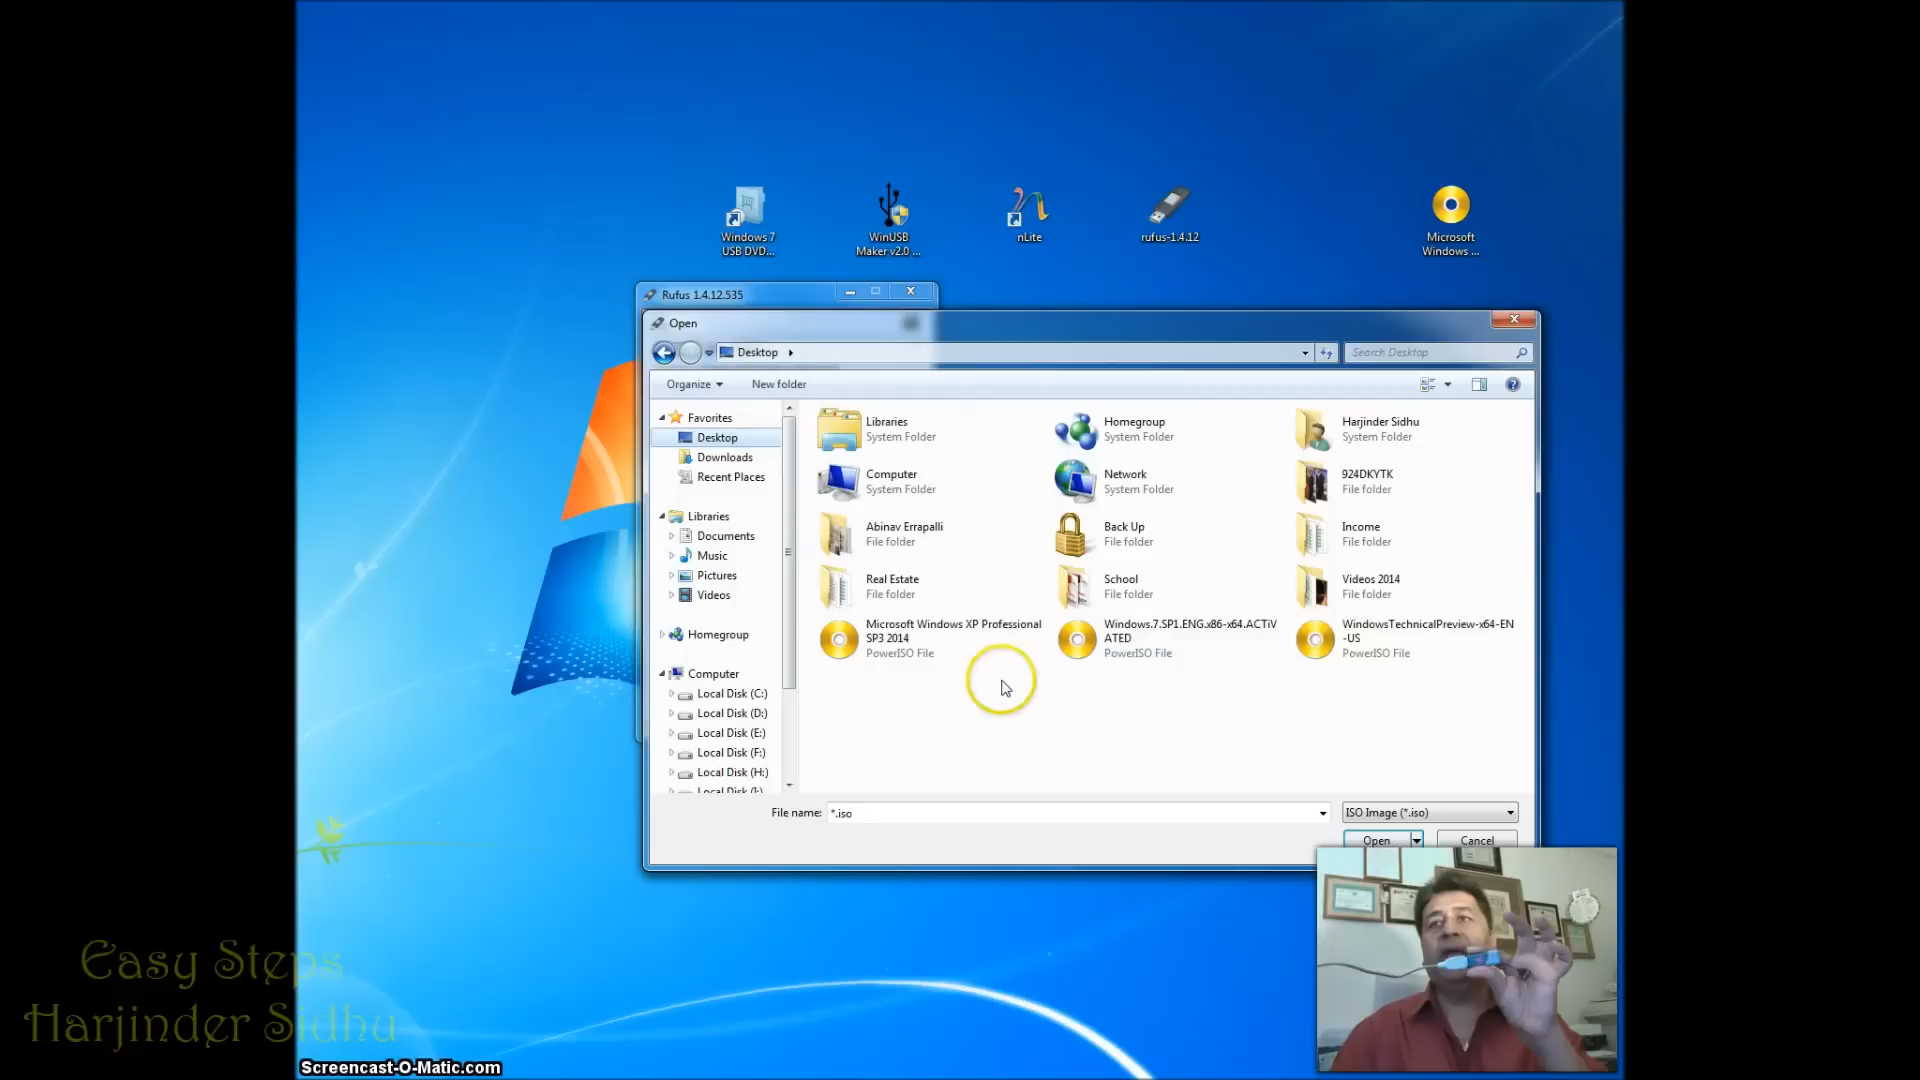 Windows 7
USB DVD...
WinUSB
Maker v2.0 ...
nLite
rufus-1.4.12
Microsoft
Windows ...
Rufus 1.4.12.535
Open
Desktop
Search Desktop
Organize
New folder
Favorites
Desktop
Downloads
Recent Places
Libraries
Documents
Music
Pictures
Videos
Homegroup
Computer
Local Disk (C:)
Local Disk (D:)
Local Disk (E:)
Local Disk (F:)
Local Disk (H:)
Local Disk (I:)
Libraries
System Folder
Homegroup
System Folder
Harjinder Sidhu
System Folder
Computer
System Folder
Network
System Folder
924DKYTK
File folder
Abinav Errapalli
File folder
Back Up
File folder
Income
File folder
Real Estate
File folder
School
File folder
Videos 2014
File folder
Microsoft Windows XP Professional
SP3 2014
PowerISO File
Windows.7.SP1.ENG.x86-x64.ACTiV
ATED
PowerISO File
WindowsTechnicalPreview-x64-EN
-US
PowerISO File
File name:
*.iso
ISO Image (*.iso)
Open
Cancel
Easy Steps
Harjinder Sidhu
Screencast-O-Matic.com